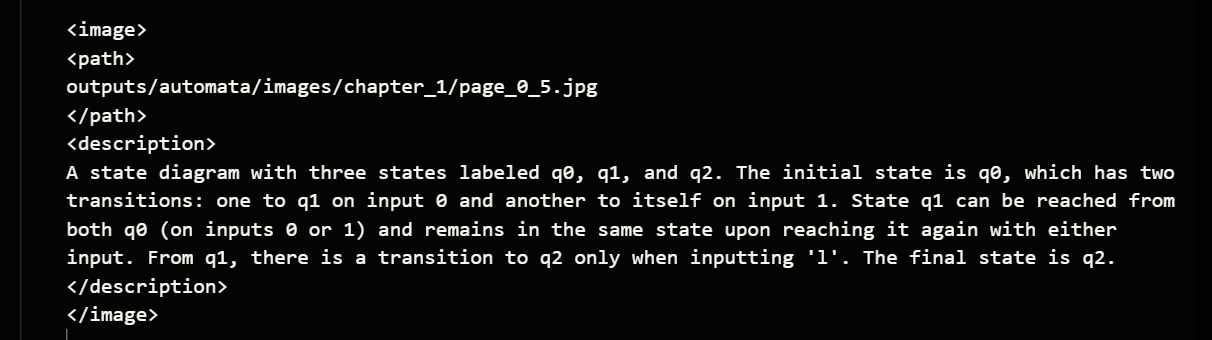 <image>
<path>
outputs/automata/images/chapter_1/page_0_5.jpg
</path>
<description>
A state diagram with three states labeled q0, q1, and q2. The initial state is q0, which has two
transitions: one to q1 on input 0 and another to itself on input 1. State q1 can be reached from
both q0 (on inputs 0 or 1) and remains in the same state upon reaching it again with either
input. From q1, there is a transition to q2 only when inputting 'l'. The final state is q2.
</description>
</image>